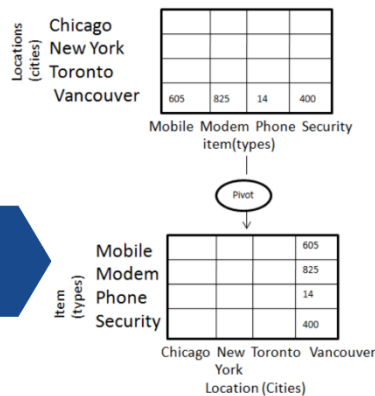 Locations
(cities)
Chicago
New York
Toronto
Vancouver
605 825 14 400
Mobile Modem Phone Security
item(types)
Pivot
Item
(types)
Mobile 605
Modem 825
Phone 14
Security 400
Chicago New Toronto Vancouver
York
Location (Cities)